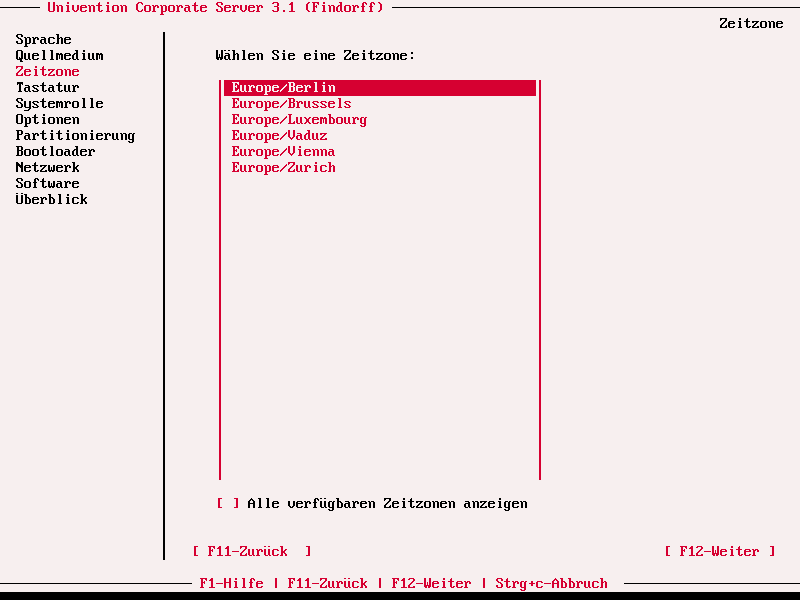 Univention Corporate Server 3.1 (Findorff)
Zeitzone
Sprache
Quellmedium
Zeitzone
Tastatur
Systemrolle
Optionen
Partitionierung
Bootloader
Netzwerk
Software
Überblick
Wählen Sie eine Zeitzone:
Europe/Berlin
Europe/Brussels
Europe/Luxembourg
Europe/Vaduz
Europe/Vienna
Europe/Zurich
[ ] Alle verfügbaren Zeitzonen anzeigen
[ F11-Zurück ]
[ F12-Weiter ]
F1-Hilfe | F11-Zurück | F12-Weiter | Strg+c-Abbruch